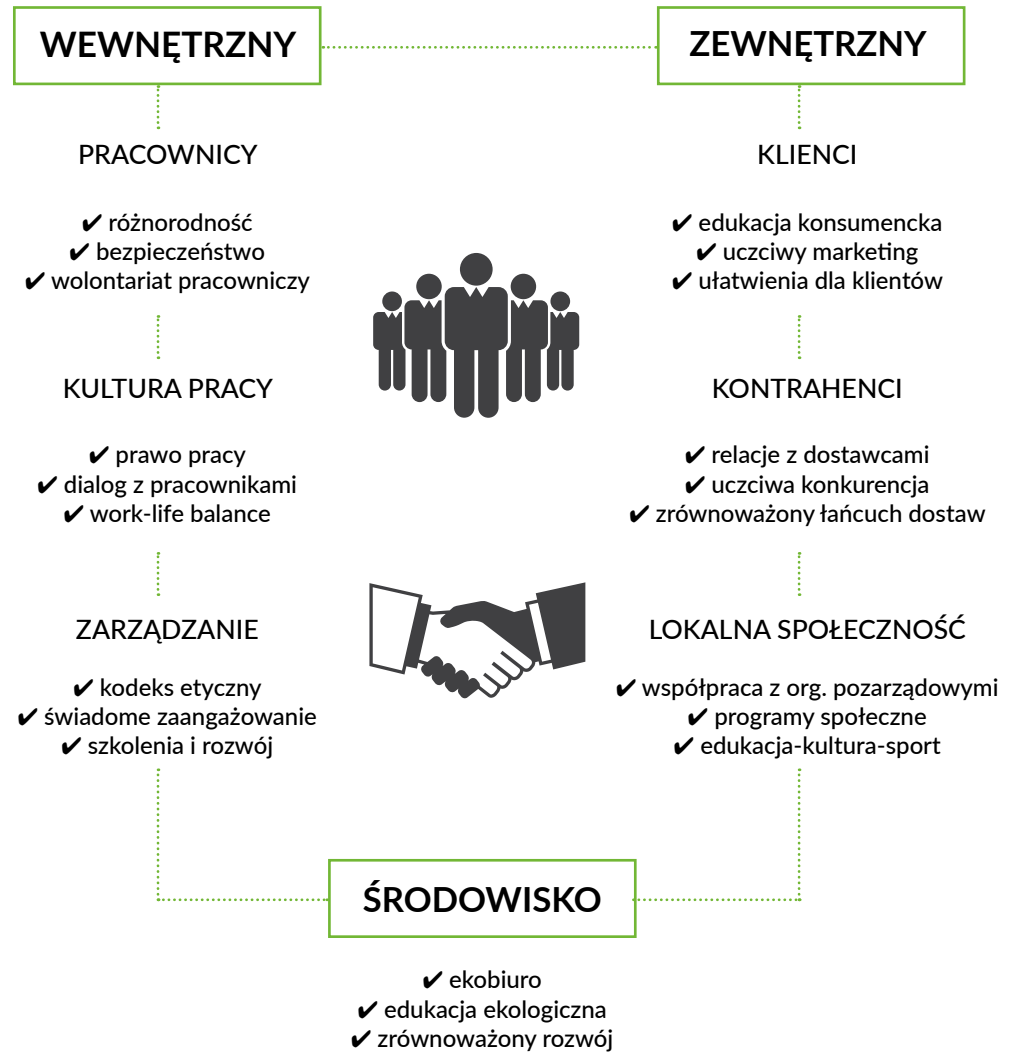 WEWNĘTRZNY
PRACOWNICY
✔ różnorodność
✔ bezpieczeństwo
✔ wolontariat pracowniczy
KULTURA PRACY
✔ prawo pracy
✔ dialog z pracownikami
✔ work-life balance
ZARZĄDZANIE
✔ kodeks etyczny
✔ świadome zaangażowanie
✔ szkolenia i rozwój
ZEWNĘTRZNY
KLIENCI
✔ edukacja konsumencka
✔ uczciwy marketing
✔ ułatwienia dla klientów
KONTRAHENCI
✔ relacje z dostawcami
✔ uczciwa konkurencja
✔ zrównoważony łańcuch dostaw
LOKALNA SPOŁECZNOŚĆ
✔ współpraca z org. pozarządowymi
✔ programy społeczne
✔ edukacja-kultura-sport
ŚRODOWISKO
✔ ekobiuro
✔ edukacja ekologiczna
✔ zrównoważony rozwój